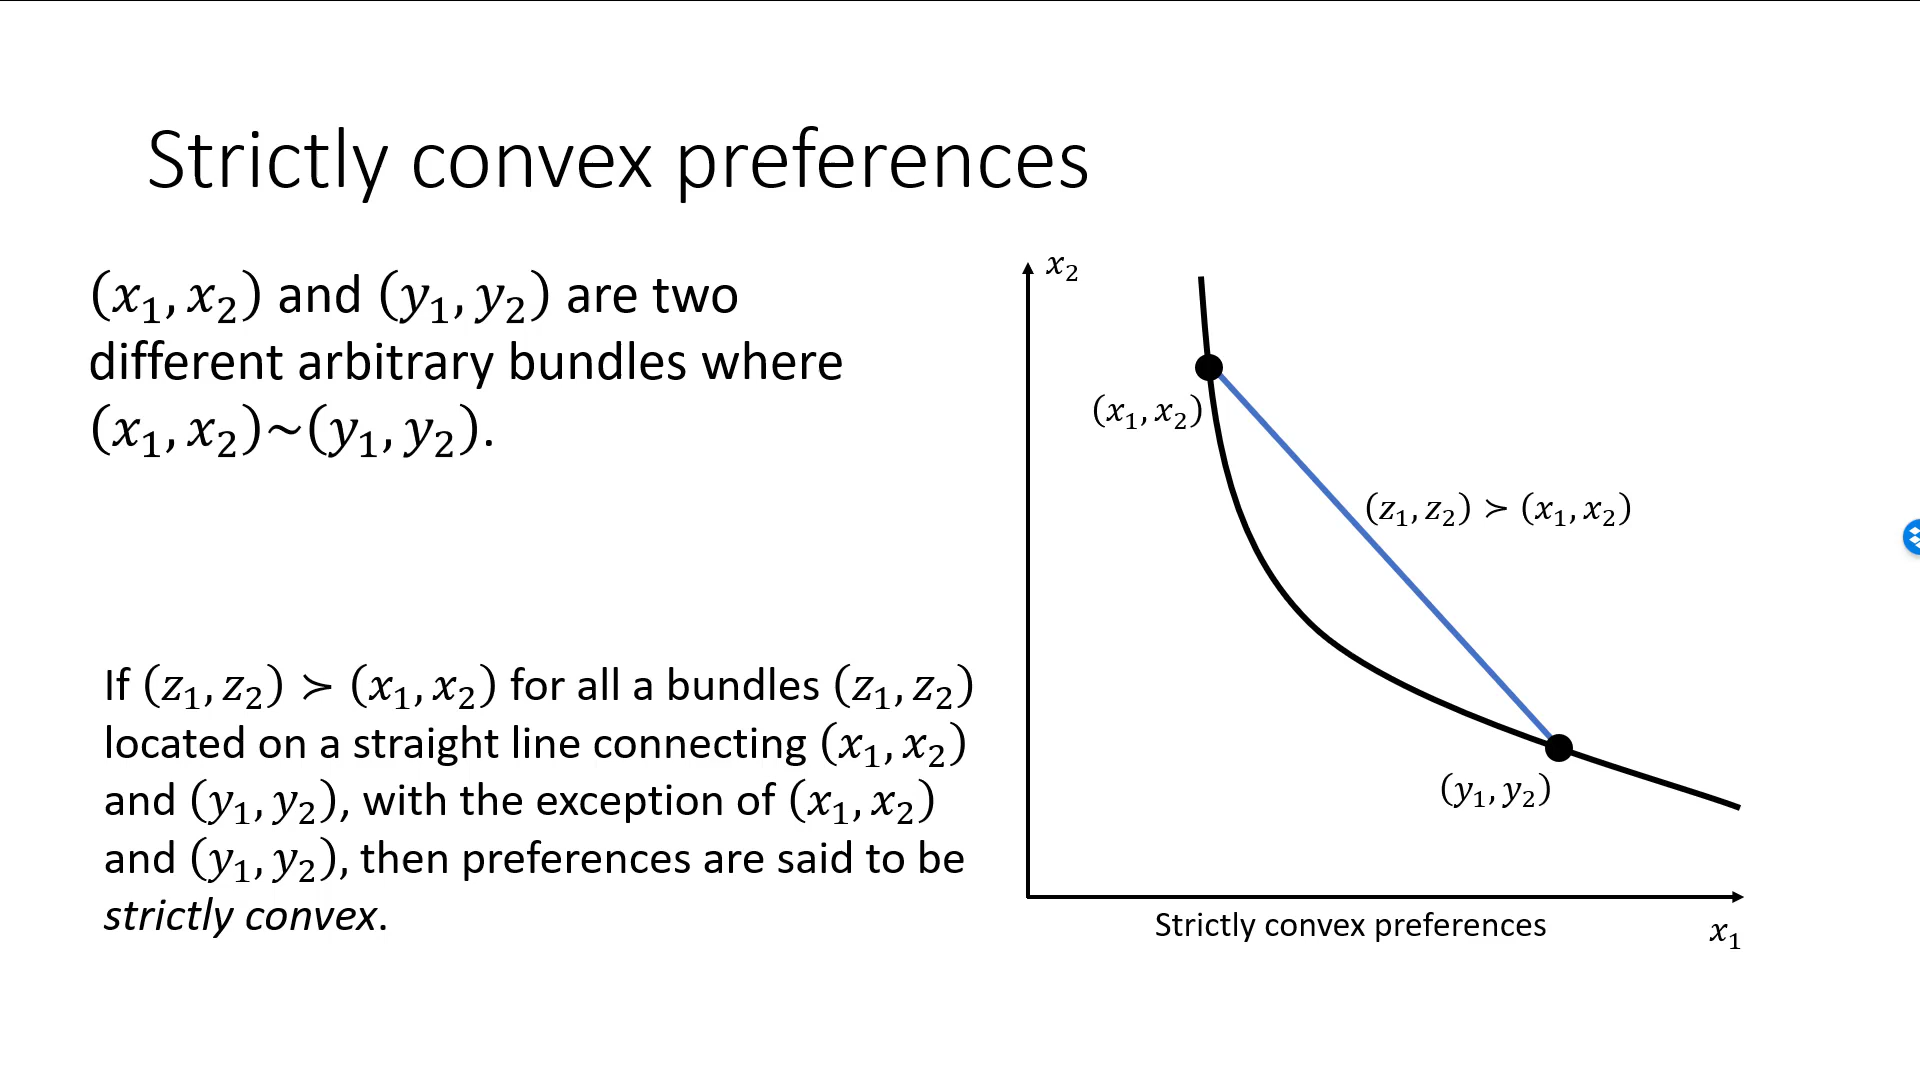 Strictly convex preferences
(x₁, x₂) and (y₁, y₂) are two
different arbitrary bundles where
(x₁, x₂)~(y₁, y₂).
If (z₁, z₂) ≻ (x₁, x₂) for all a bundles (z₁, z₂)
located on a straight line connecting (x₁, x₂)
and (y₁, y₂), with the exception of (x₁, x₂)
and (y₁, y₂), then preferences are said to be
strictly convex.
x₂
(x₁, x₂)
(z₁, z₂) ≻ (x₁, x₂)
(y₁, y₂)
Strictly convex preferences
x₁